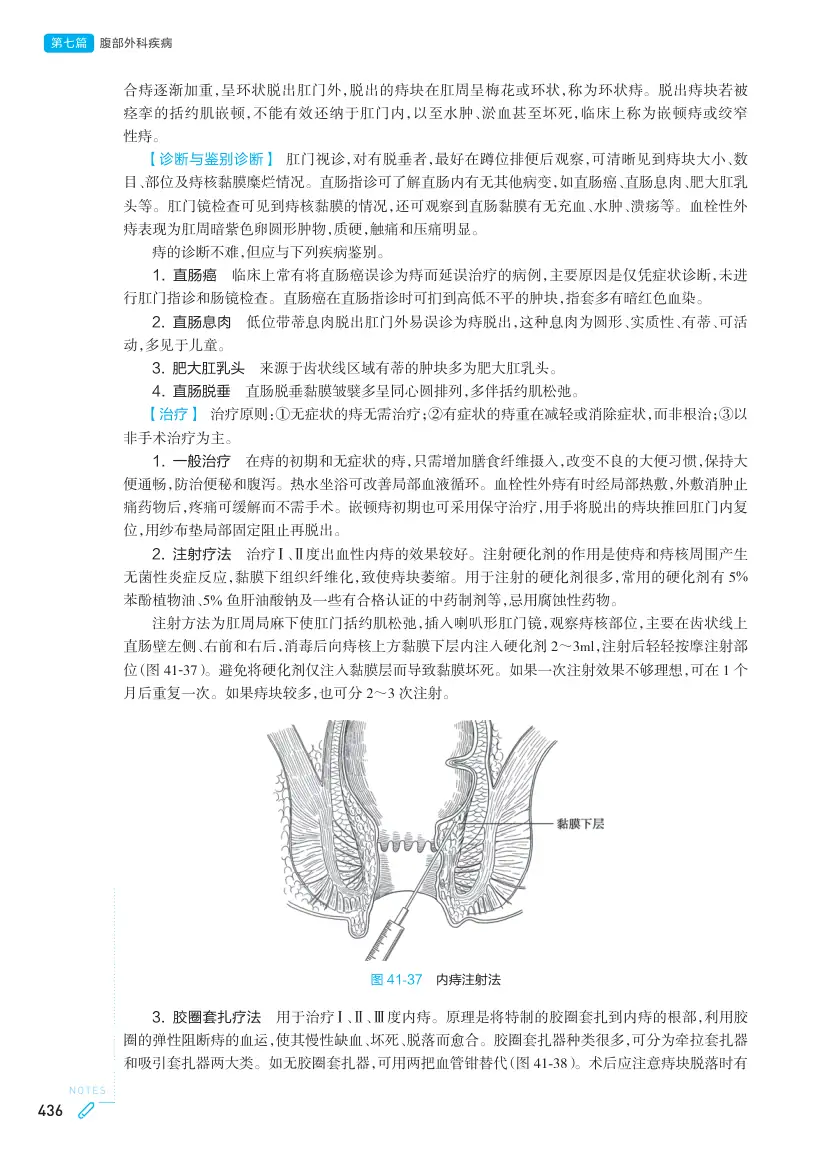 第七篇 腹部外科疾病
合痔逐渐加重,呈环状脱出肛门外,脱出的痔块在肛周呈梅花或环状,称为环状痔。脱出痔块若被
痉挛的括约肌嵌顿,不能有效还纳于肛门内,以至水肿、淤血甚至坏死,临床上称为嵌顿痔或绞窄
性痔。
【诊断与鉴别诊断】 肛门视诊,对有脱垂者,最好在蹲位排便后观察,可清晰见到痔块大小、数
目、部位及痔核黏膜糜烂情况。直肠指诊可了解直肠内有无其他病变,如直肠癌、直肠息肉、肥大肛乳
头等。肛门镜检查可见到痔核黏膜的情况,还可观察到直肠黏膜有无充血、水肿、溃疡等。血栓性外
痔表现为肛周暗紫色卵圆形肿物,质硬,触痛和压痛明显。
痔的诊断不难,但应与下列疾病鉴别。
1. 直肠癌 临床上常有将直肠癌误诊为痔而延误治疗的病例,主要原因是仅凭症状诊断,未进
行肛门指诊和肠镜检查。直肠癌在直肠指诊时可扪到高低不平的肿块,指套多有暗红色血染。
2. 直肠息肉 低位带蒂息肉脱出肛门外易误诊为痔脱出,这种息肉为圆形、实质性、有蒂、可活
动,多见于儿童。
3. 肥大肛乳头 来源于齿状线区域有蒂的肿块多为肥大肛乳头。
4. 直肠脱垂 直肠脱垂黏膜皱襞多呈同心圆排列,多伴括约肌松弛。
【治疗】 治疗原则:①无症状的痔无需治疗;②有症状的痔重在减轻或消除症状,而非根治;③以
非手术治疗为主。
1. 一般治疗 在痔的初期和无症状的痔,只需增加膳食纤维摄入,改变不良的大便习惯,保持大
便通畅,防治便秘和腹泻。热水坐浴可改善局部血液循环。血栓性外痔有时经局部热敷,外敷消肿止
痛药物后,疼痛可缓解而不需手术。嵌顿痔初期也可采用保守治疗,用手将脱出的痔块推回肛门内复
位,用纱布垫局部固定阻止再脱出。
2. 注射疗法 治疗Ⅰ、Ⅱ度出血性内痔的效果较好。注射硬化剂的作用是使痔和痔核周围产生
无菌性炎症反应,黏膜下组织纤维化,致使痔块萎缩。用于注射的硬化剂很多,常用的硬化剂有 5%
苯酚植物油、5% 鱼肝油酸钠及一些有合格认证的中药制剂等,忌用腐蚀性药物。
注射方法为肛周局麻下使肛门括约肌松弛,插入喇叭形肛门镜,观察痔核部位,主要在齿状线上
直肠壁左侧、右前和右后,消毒后向痔核上方黏膜下层内注入硬化剂 2～3ml,注射后轻轻按摩注射部
位(图 41-37)。避免将硬化剂仅注入黏膜层而导致黏膜坏死。如果一次注射效果不够理想,可在 1 个
月后重复一次。如果痔块较多,也可分 2～3 次注射。
黏膜下层
图 41-37 内痔注射法
3. 胶圈套扎疗法 用于治疗Ⅰ、Ⅱ、Ⅲ度内痔。原理是将特制的胶圈套扎到内痔的根部,利用胶
圈的弹性阻断痔的血运,使其慢性缺血、坏死、脱落而愈合。胶圈套扎器种类很多,可分为牵拉套扎器
和吸引套扎器两大类。如无胶圈套扎器,可用两把血管钳替代(图 41-38)。术后应注意痔块脱落时有
NOTES
436